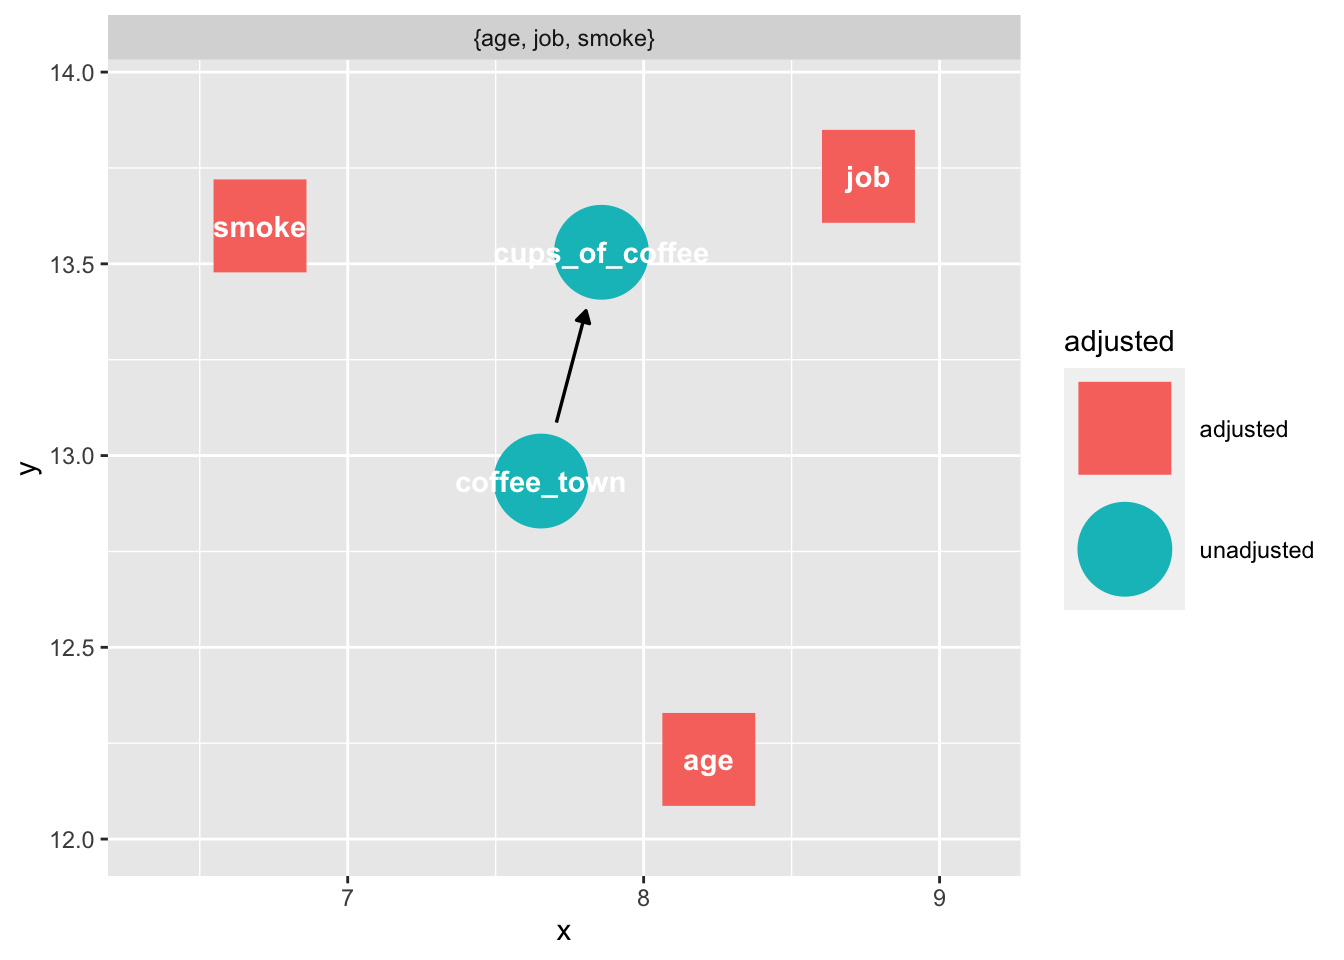 {age, job, smoke}
14.0
13.5
13.0
12.5
12.0
y
smoke
job
cups_of_coffee
coffee_town
age
7
8
9
x
adjusted
adjusted
unadjusted